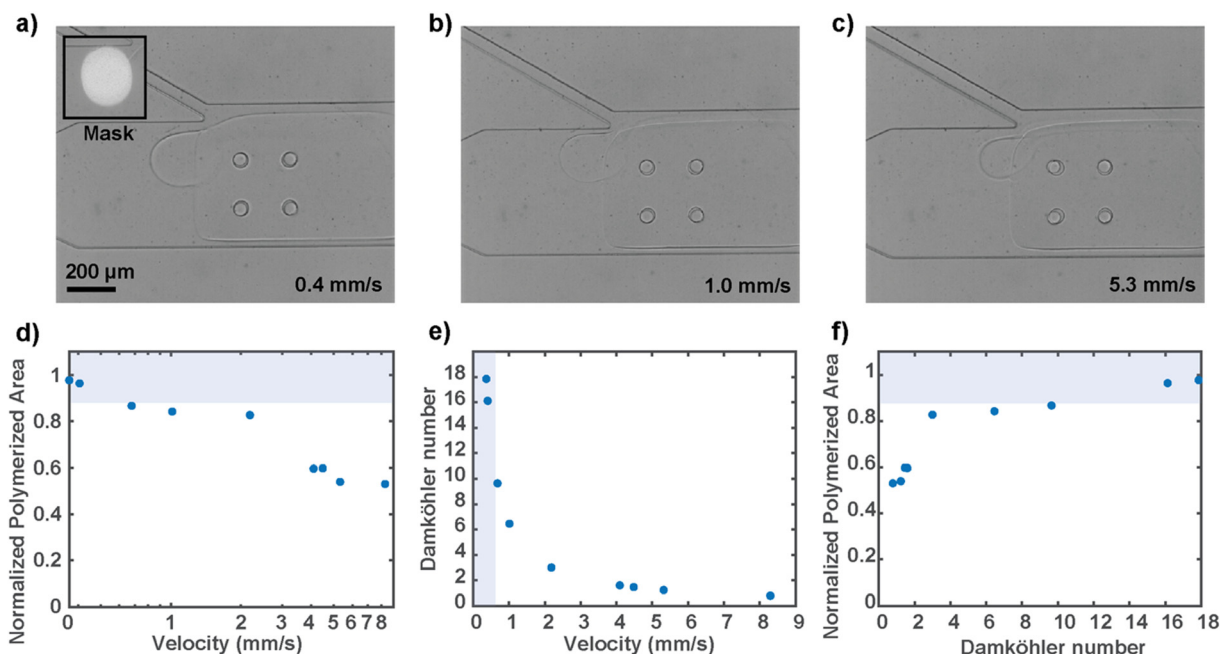 a)
Mask
200 µm
0.4 mm/s
b)
1.0 mm/s
c)
5.3 mm/s
d)
Normalized Polymerized Area
1
0.8
0.6
0.4
0.2
0
0 1 2 3 4 5 6 7 8
Velocity (mm/s)
e)
Damköhler number
18
16
14
12
10
8
6
4
2
0
0 1 2 3 4 5 6 7 8 9
Velocity (mm/s)
f)
Normalized Polymerized Area
1
0.8
0.6
0.4
0.2
0
0 2 4 6 8 10 12 14 16 18
Damköhler number